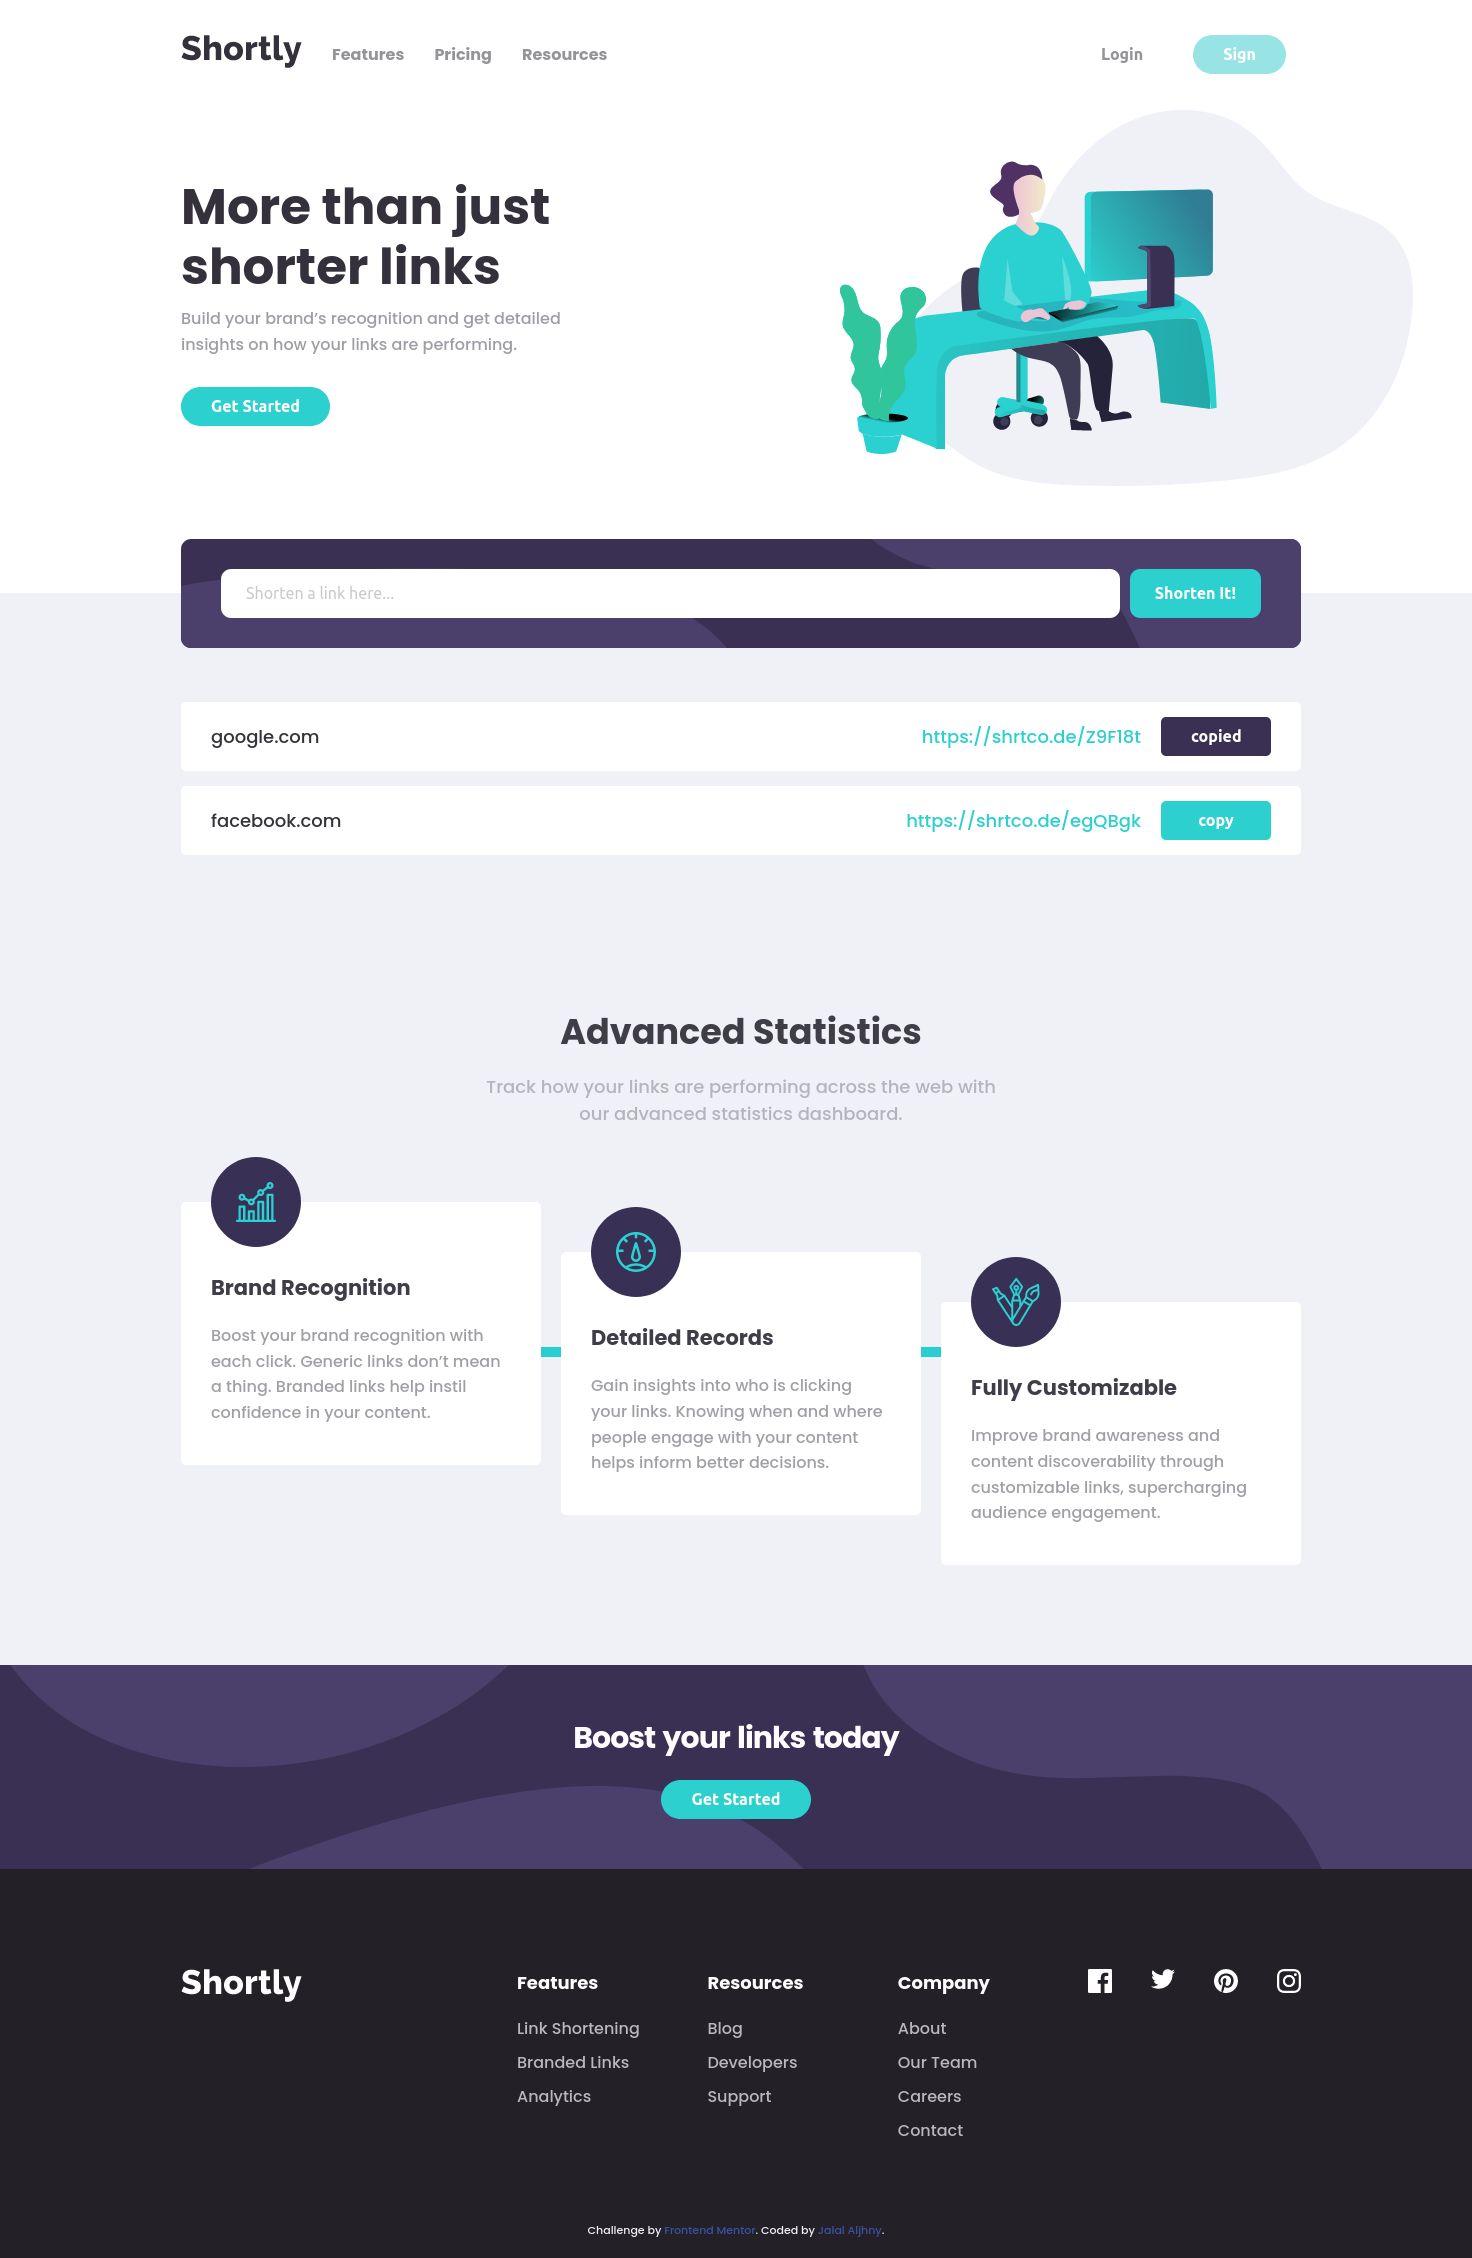 Shortly
Features
Pricing
Resources
Login
Sign
More than just
shorter links
Build your brand’s recognition and get detailed
insights on how your links are performing.
Get Started
Shorten a link here...
Shorten It!
google.com
https://shrtco.de/Z9F18t
copied
facebook.com
https://shrtco.de/egQBgk
copy
Advanced Statistics
Track how your links are performing across the web with
our advanced statistics dashboard.
Brand Recognition
Boost your brand recognition with
each click. Generic links don’t mean
a thing. Branded links help instil
confidence in your content.
Detailed Records
Gain insights into who is clicking
your links. Knowing when and where
people engage with your content
helps inform better decisions.
Fully Customizable
Improve brand awareness and
content discoverability through
customizable links, supercharging
audience engagement.
Boost your links today
Get Started
Shortly
Features
Link Shortening
Branded Links
Analytics
Resources
Blog
Developers
Support
Company
About
Our Team
Careers
Contact
Challenge by Frontend Mentor. Coded by Jalal Aljhny.